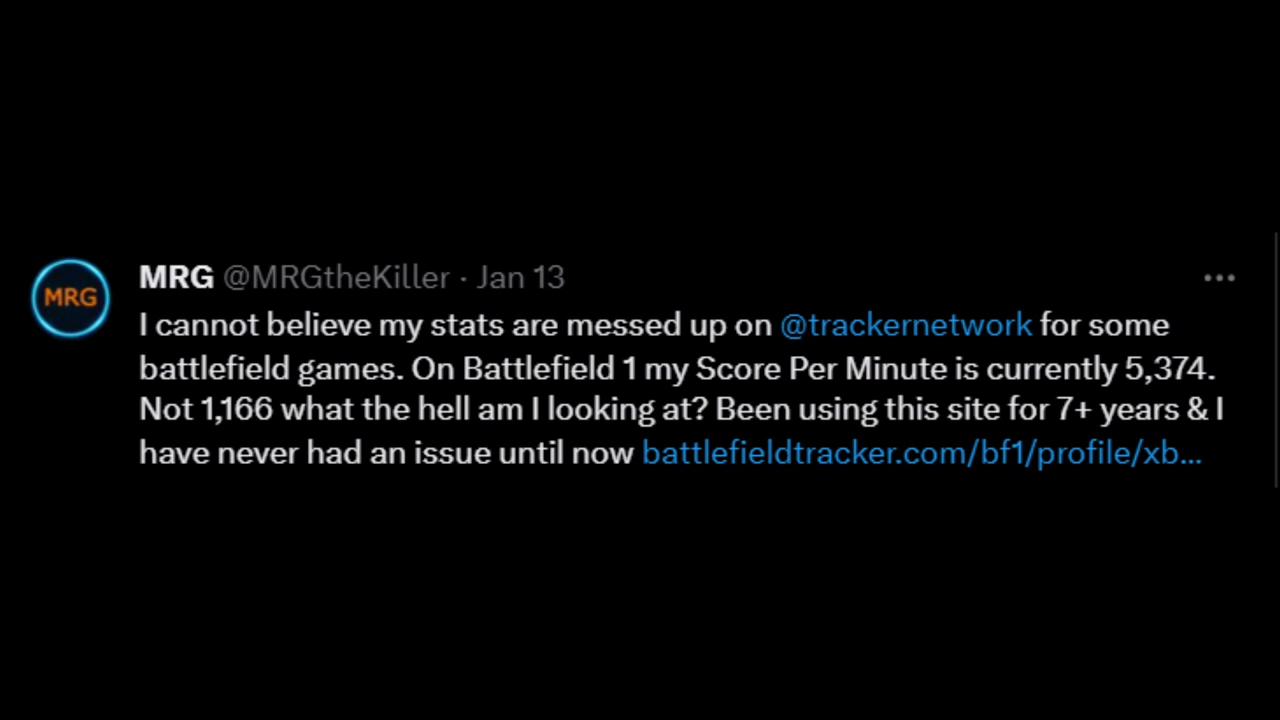 MRG @MRGtheKiller · Jan 13
MRG
I cannot believe my stats are messed up on @trackernetwork for some
battlefield games. On Battlefield 1 my Score Per Minute is currently 5,374.
Not 1,166 what the hell am I looking at? Been using this site for 7+ years & I
have never had an issue until now battlefieldtracker.com/bf1/profile/xb...